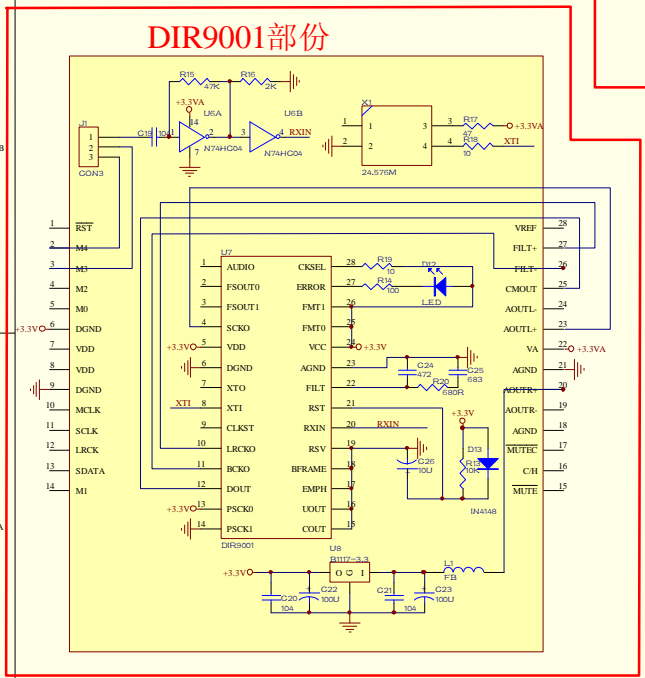 DIR9001部份
R15
47K
R16
2K
+3.3VA
U6A
U6B
14
1
2
3
4
RXIN
7
N74HC04
N74HC04
J1
1
2
3
CON3
C19
104
X1
1
1
3
3
R17
47
+3.3VA
2
2
4
4
R18
10
XTI
24.576M
1
RST
2
M4
3
M3
4
M2
5
M0
+3.3V
6
DGND
7
VDD
8
VDD
9
DGND
10
MCLK
11
SCLK
12
LRCK
13
SDATA
14
M1
VREF
28
FILT+
27
FILT-
26
CMOUT
25
AOUTL-
24
AOUTL+
23
VA
22
+3.3VA
AGND
21
AOUTR+
20
AOUTR-
19
AGND
18
MUTEC
17
C/H
16
MUTE
15
U7
1
AUDIO
CKSEL
28
2
FSOUT0
ERROR
27
3
FSOUT1
FMT1
26
4
SCKO
FMT0
25
+3.3V
5
VDD
VCC
24
+3.3V
6
DGND
AGND
23
7
XTO
FILT
22
XTI
8
XTI
RST
21
9
CLKST
RXIN
20
RXIN
10
LRCKO
RSV
19
11
BCKO
BFRAME
18
12
DOUT
EMPH
17
+3.3V
13
PSCK0
UOUT
16
14
PSCK1
COUT
15
DIR9001
R19
10
R14
100
D12
LED
C24
472
C25
683
R20
680R
+3.3V
C26
10U
R13
10K
D13
IN4148
U8
B1117-3.3
+3.3V
O
G
I
L1
FB
C20
104
C22
100U
C21
104
C23
100U